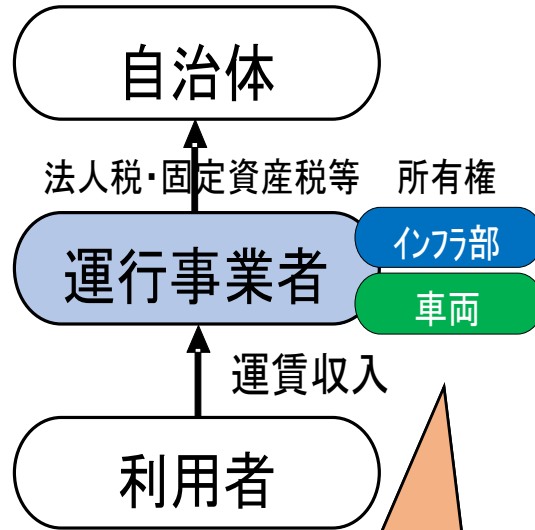 自治体
法人税・固定資産税等 所有権
インフラ部
運行事業者
車両
運賃収入
利用者